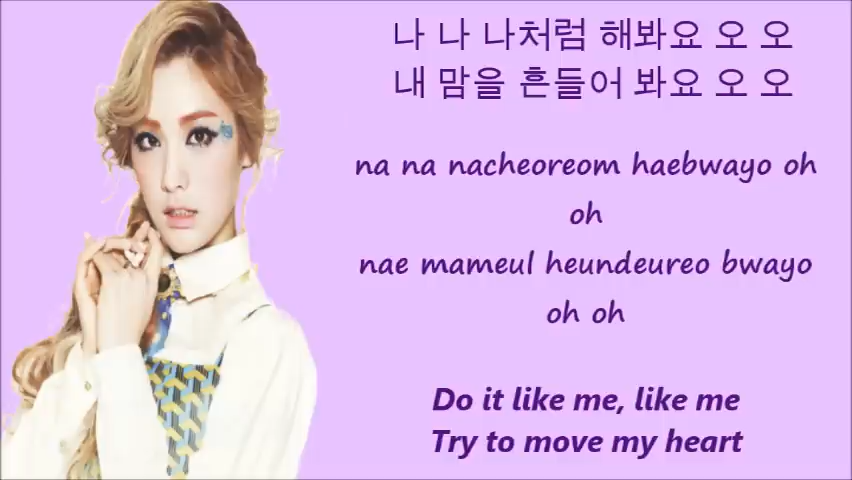 나 나 나처럼 해봐요 오 오
내 맘을 흔들어 봐요 오 오
na na nacheoreom haebwayo oh
oh
nae mameul heundeureo bwayo
oh oh
Do it like me, like me
Try to move my heart